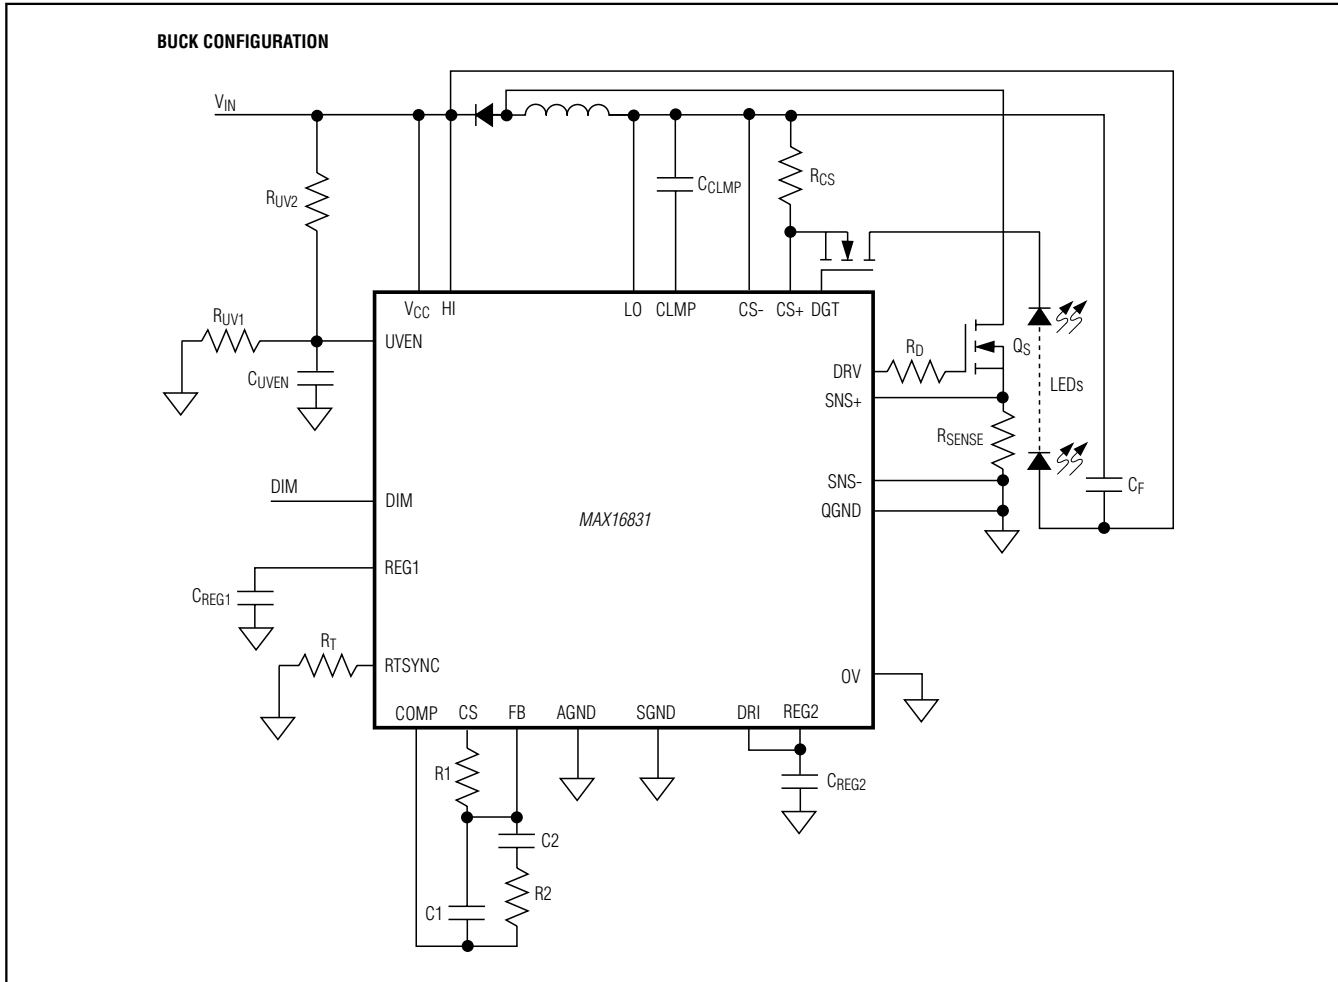 BUCK CONFIGURATION
VIN
RUV2
CCLMP
RCS
VCC
HI
LO
CLMP
CS-
CS+
DGT
RUV1
UVEN
CUVEN
DRV
RD
QS
LEDs
SNS+
RSENSE
SNS-
QGND
CF
DIM
DIM
MAX16831
REG1
CREG1
RT
RTSYNC
OV
COMP
CS
FB
AGND
SGND
DRI
REG2
R1
CREG2
C2
R2
C1